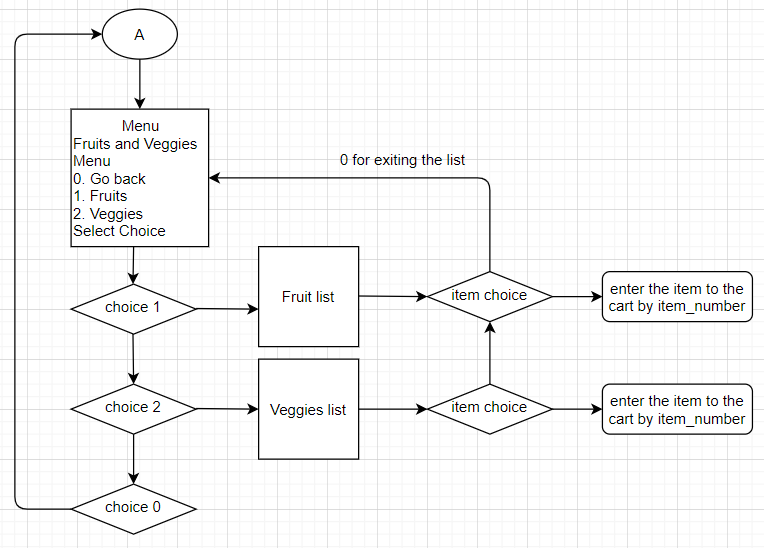 A
Menu
Fruits and Veggies
Menu
0. Go back
1. Fruits
2. Veggies
Select Choice
0 for exiting the list
choice 1
Fruit list
item choice
enter the item to the
cart by item_number
choice 2
Veggies list
item choice
enter the item to the
cart by item_number
choice 0